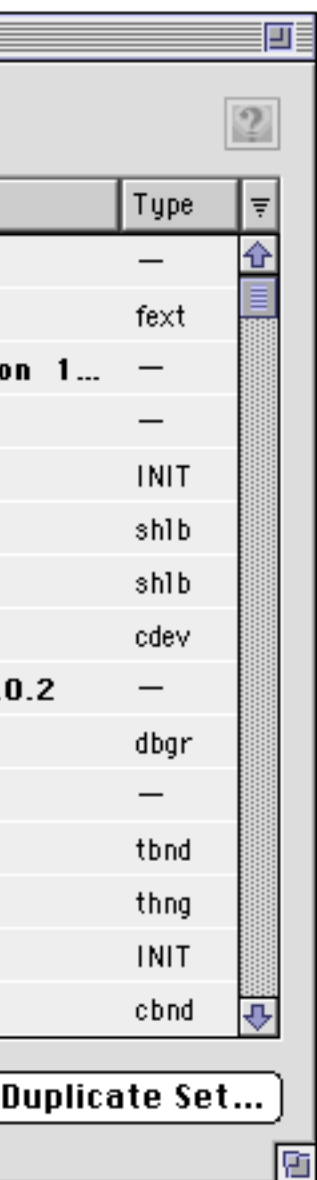 ?
Type
—
fext
on 1... —
—
INIT
shlb
shlb
cdev
.0.2 —
dbgr
—
tbnd
thng
INIT
cbnd
Duplicate Set...